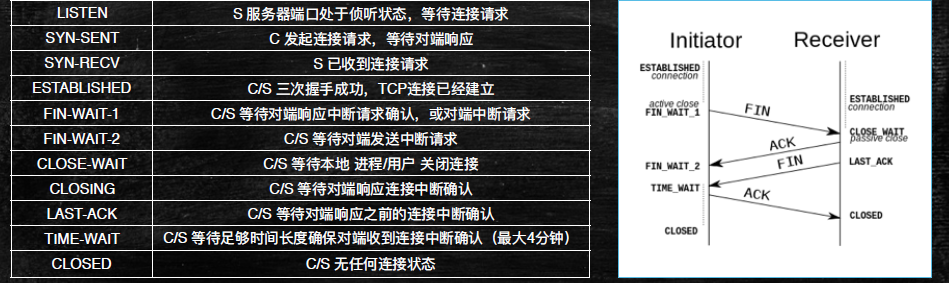 LISTEN S 服务器端口处于侦听状态，等待连接请求
SYN-SENT C 发起连接请求，等待对端响应
SYN-RECV S 已收到连接请求
ESTABLISHED C/S 三次握手成功，TCP连接已经建立
FIN-WAIT-1 C/S 等待对端响应中断请求确认，或对端中断请求
FIN-WAIT-2 C/S 等待对端发送中断请求
CLOSE-WAIT C/S 等待本地 进程/用户 关闭连接
CLOSING C/S 等待对端响应连接中断确认
LAST-ACK C/S 等待对端响应之前的连接中断确认
TIME-WAIT C/S 等待足够时间长度确保对端收到连接中断确认（最大4分钟）
CLOSED C/S 无任何连接状态
Initiator Receiver
ESTABLISHED
connection
active close
FIN_WAIT_1
FIN
ESTABLISHED
connection
CLOSE_WAIT
passive close
ACK
FIN_WAIT_2
FIN
LAST_ACK
TIME_WAIT
ACK
CLOSED
CLOSED